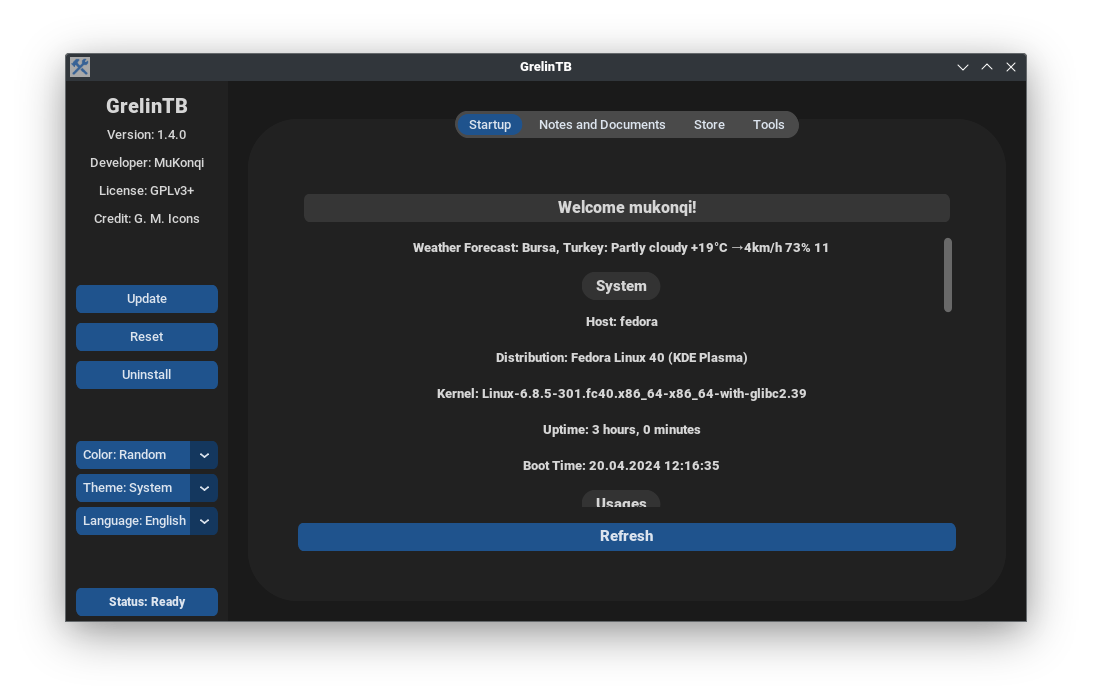 GrelinTB
GrelinTB
Version: 1.4.0
Developer: MuKonqi
License: GPLv3+
Credit: G. M. Icons
Update
Reset
Uninstall
Color: Random
Theme: System
Language: English
Status: Ready
Startup Notes and Documents Store Tools
Welcome mukonqi!
Weather Forecast: Bursa, Turkey: Partly cloudy +19°C →4km/h 73% 11
System
Host: fedora
Distribution: Fedora Linux 40 (KDE Plasma)
Kernel: Linux-6.8.5-301.fc40.x86_64-x86_64-with-glibc2.39
Uptime: 3 hours, 0 minutes
Boot Time: 20.04.2024 12:16:35
Usages
Refresh